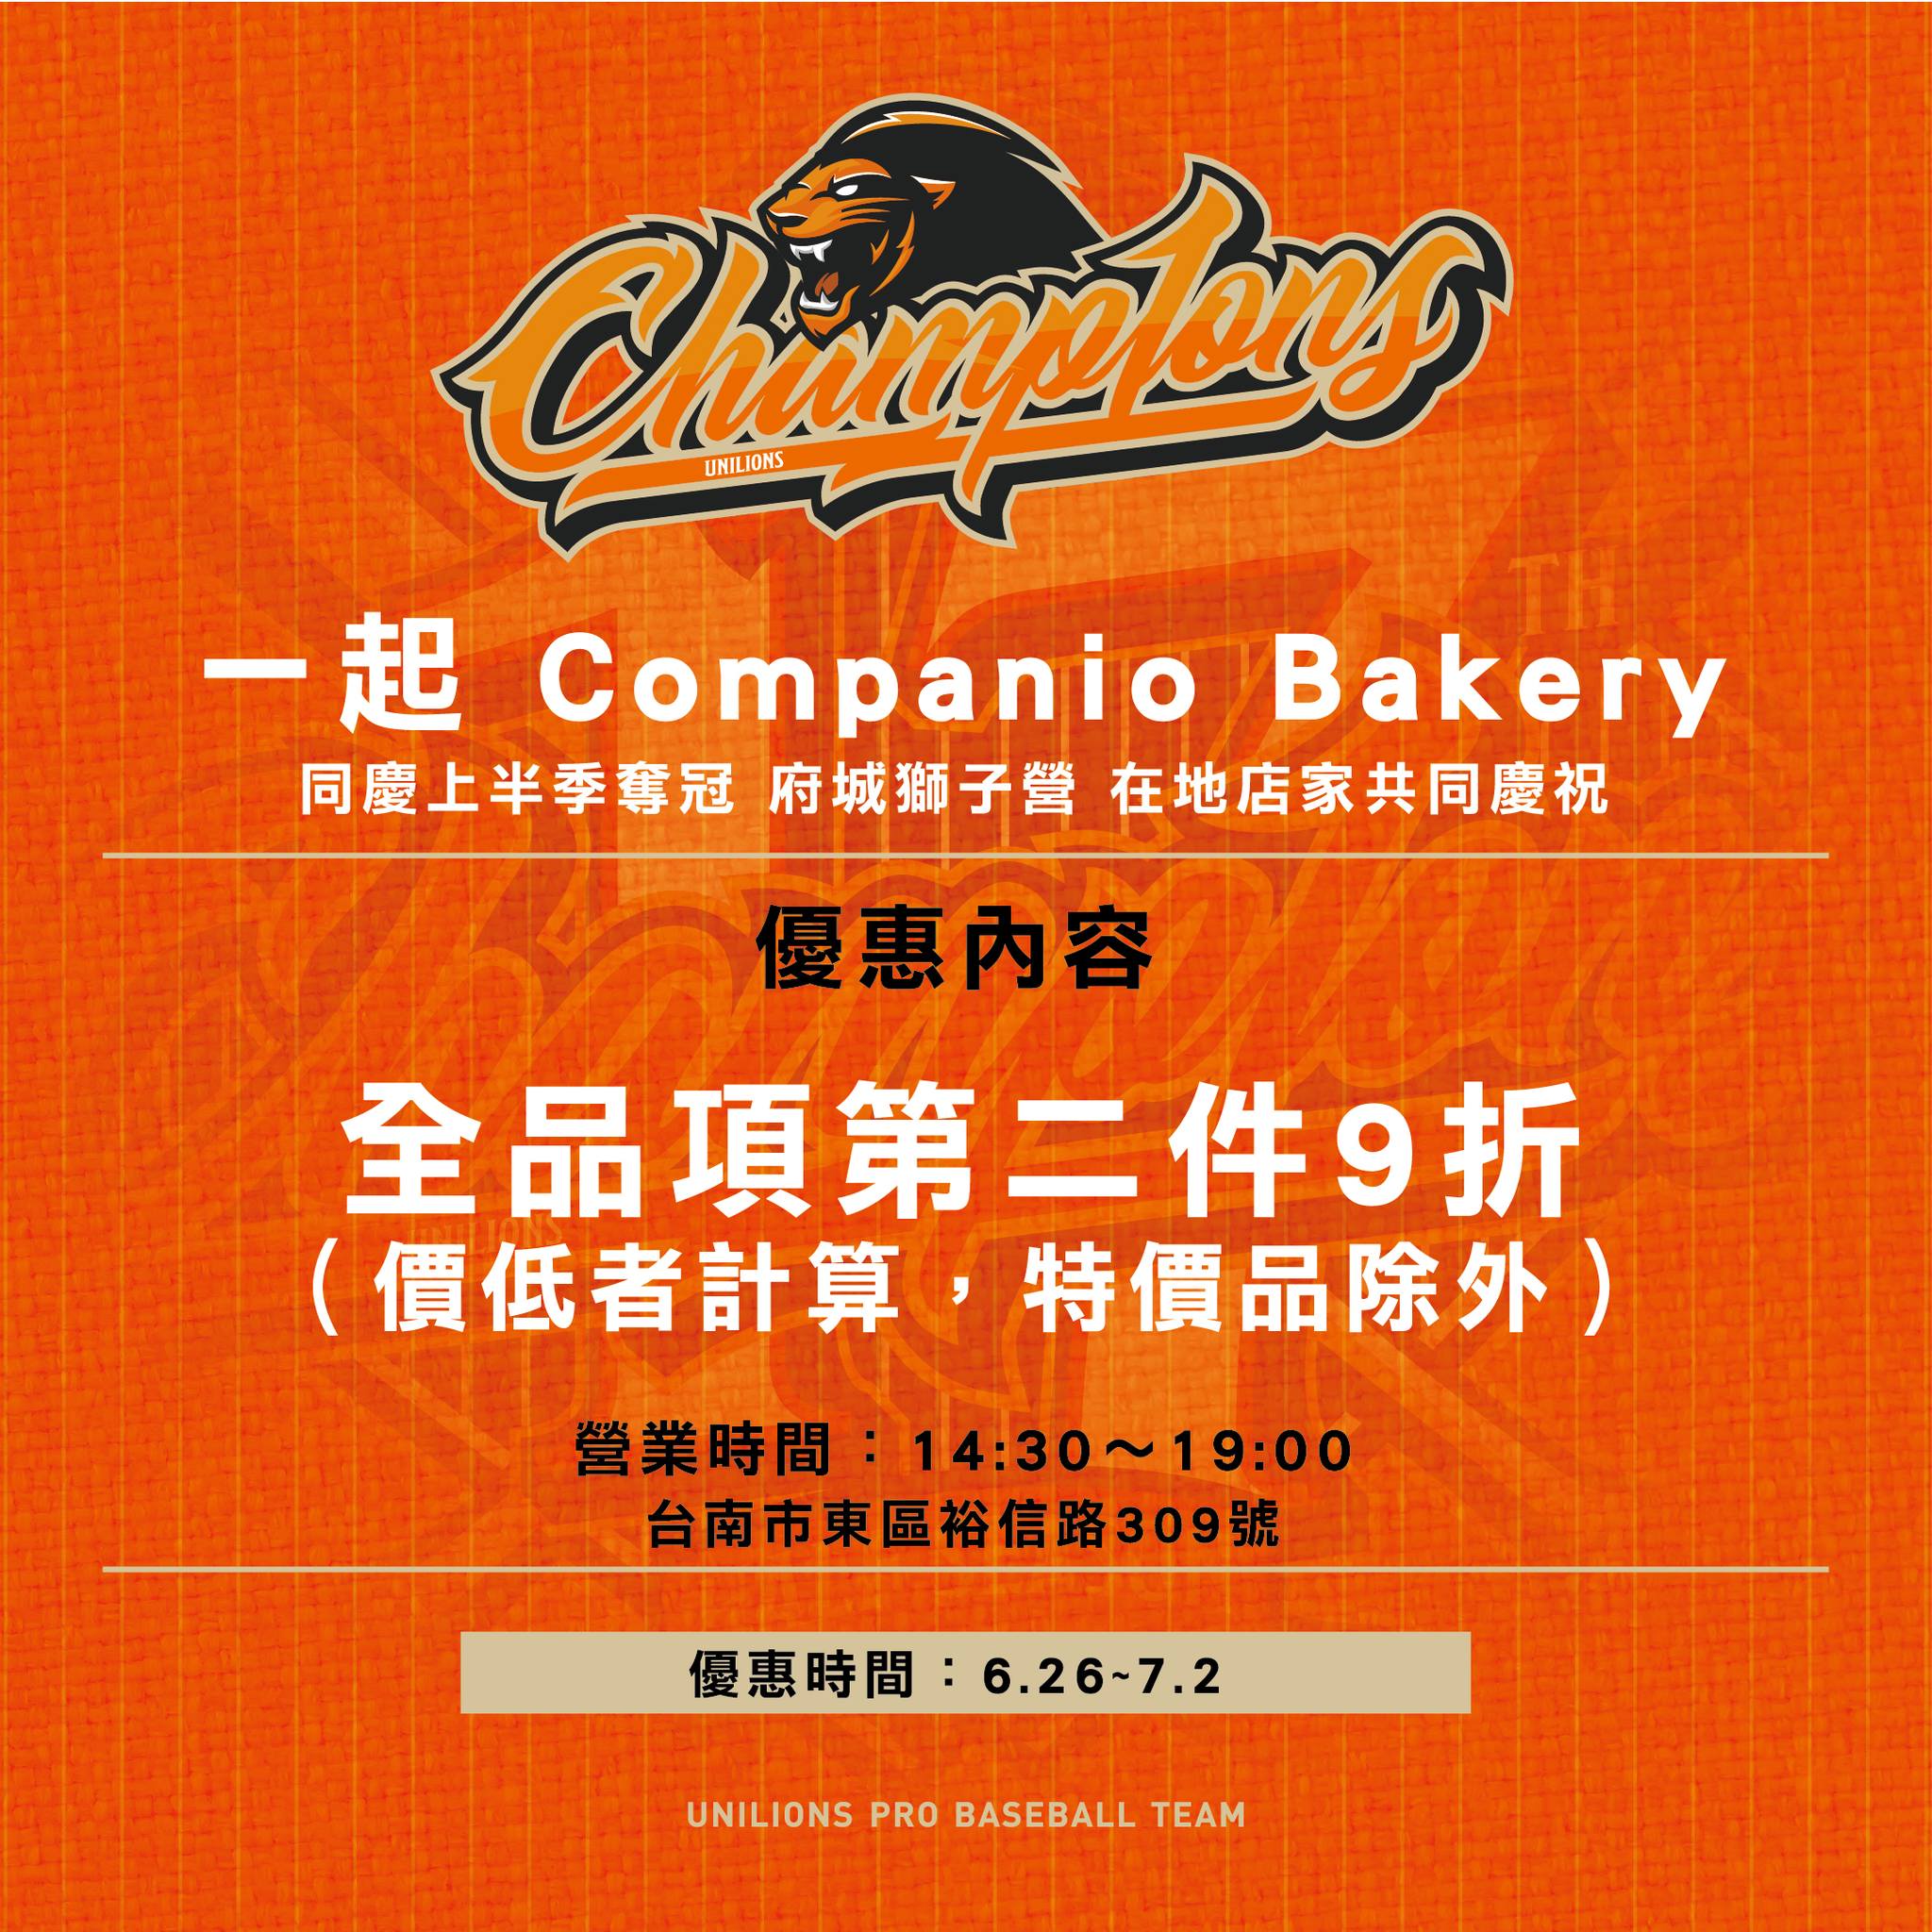 Champ1ons
UNILIONS
TH
一起 Companio Bakery
同慶上半季奪冠 府城獅子營 在地店家共同慶祝
優惠內容
全品項第二件9折
UNILIONS
（價低者計算，特價品除外）
營業時間：14:30～19:00
台南市東區裕信路309號
優惠時間：6.26~7.2
UNILIONS PRO BASEBALL TEAM